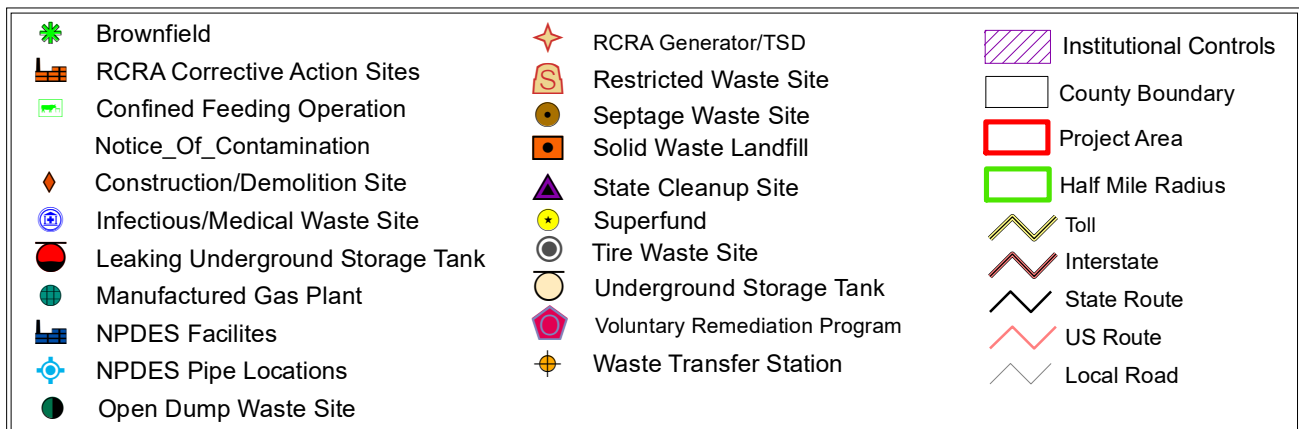 Brownfield
RCRA Corrective Action Sites
Confined Feeding Operation
Notice_Of_Contamination
Construction/Demolition Site
Infectious/Medical Waste Site
Leaking Underground Storage Tank
Manufactured Gas Plant
NPDES Facilites
NPDES Pipe Locations
Open Dump Waste Site
RCRA Generator/TSD
S
Restricted Waste Site
Septage Waste Site
Solid Waste Landfill
State Cleanup Site
Superfund
Tire Waste Site
Underground Storage Tank
O
Voluntary Remediation Program
Waste Transfer Station
Institutional Controls
County Boundary
Project Area
Half Mile Radius
Toll
Interstate
State Route
US Route
Local Road